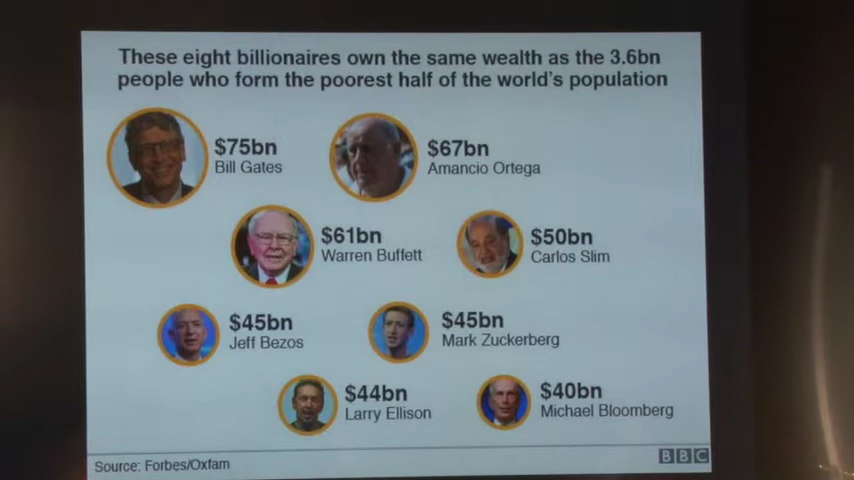 These eight billionaires own the same wealth as the 3.6bn
people who form the poorest half of the world's population
$75bn
Bill Gates
$67bn
Amancio Ortega
$61bn
Warren Buffett
$50bn
Carlos Slim
$45bn
Jeff Bezos
$45bn
Mark Zuckerberg
$44bn
Larry Ellison
$40bn
Michael Bloomberg
Source: Forbes/Oxfam
BBC